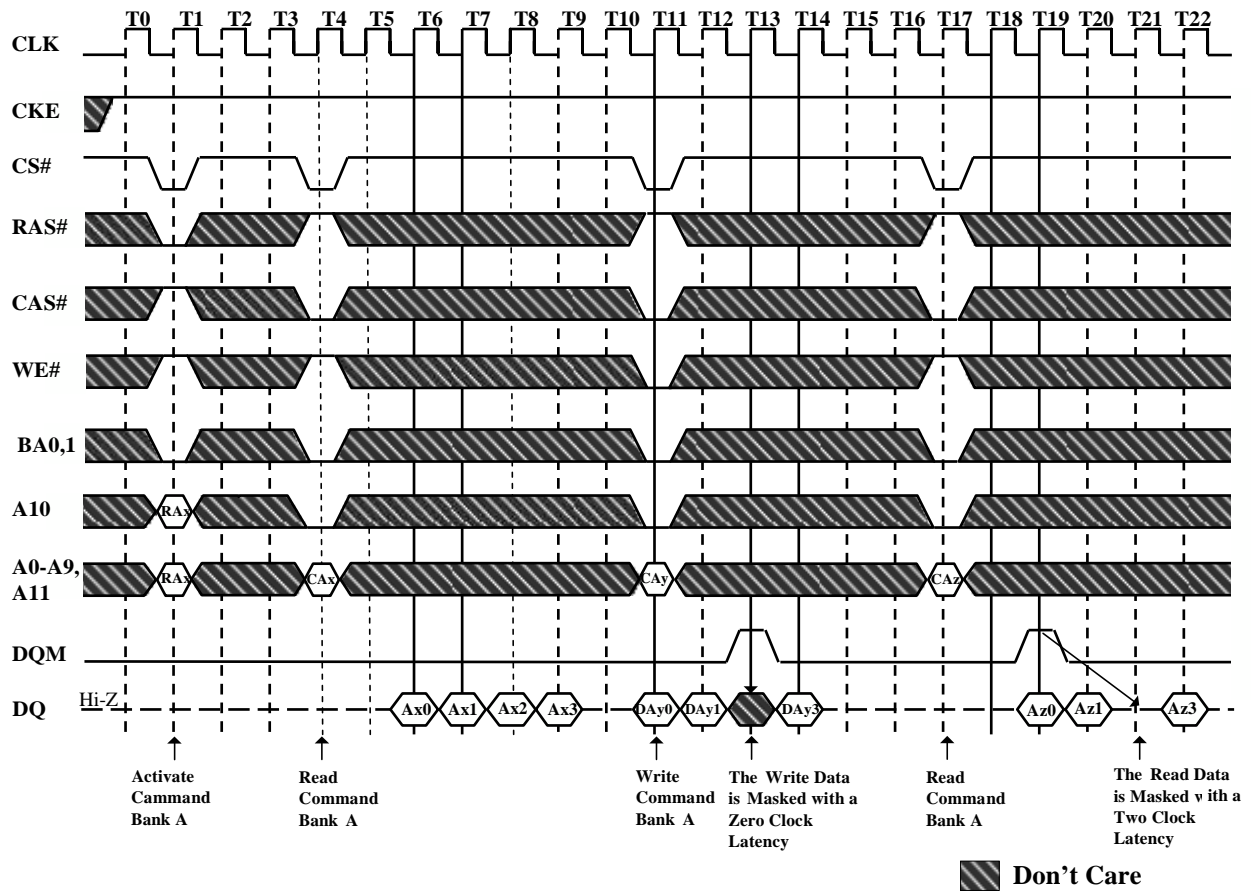 T0 T1 T2 T3 T4 T5 T6 T7 T8 T9 T10 T11 T12 T13 T14 T15 T16 T17 T18 T19 T20 T21 T22
CLK
CKE
CS#
RAS#
CAS#
WE#
BA0,1
A10
RAx
A0-A9,
A11
RAx CAx CAy CAz
DQM
Hi-Z
DQ
Ax0 Ax1 Ax2 Ax3 DAy0 DAy1 DAy3 Az0 Az1 Az3
Activate
Cammand
Bank A
Read
Command
Bank A
Write
Command
Bank A
The Write Data
is Masked with a
Zero Clock
Latency
Read
Command
Bank A
The Read Data
is Masked with a
Two Clock
Latency
Don't Care